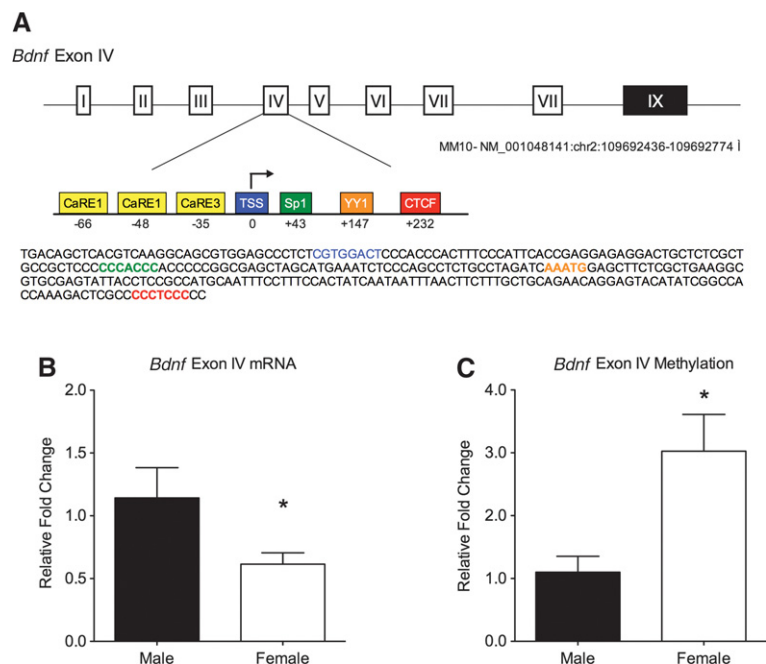 A
Bdnf Exon IV
I II III IV V VI VII VII IX
MM10- NM_001048141:chr2:109692436-109692774 Ì
CaRE1 CaRE1 CaRE3 TSS Sp1 YY1 CTCF
-66 -48 -35 0 +43 +147 +232
TGACAGCTCACGTCAAGGCAGCGTGGAGCCCTCTCGTGGACTCCCACCCACTTTCCCATTCACCGAGGAGAGGACTGCTCTCGCT
GCCGCTCCCCCCACCCACCCCCGGCGAGCTAGCATGAAATCTCCCAGCCTCTGCCTAGATCAAATGGAGCTTCTCGCTGAAGGC
GTGCGAGTATTACCTCCGCCATGCAATTTCCTTTCCACTATCAATAATTTAACTTCTTTGCTGCAGAACAGGAGTACATATCGGCCA
CCAAAGACTCGCCCCCTCCCCC
B
Bdnf Exon IV mRNA
Relative Fold Change
2.0
1.5
1.0
0.5
0.0
*
Male Female
C
Bdnf Exon IV Methylation
Relative Fold Change
4.0
3.0
2.0
1.0
0.0
*
Male Female